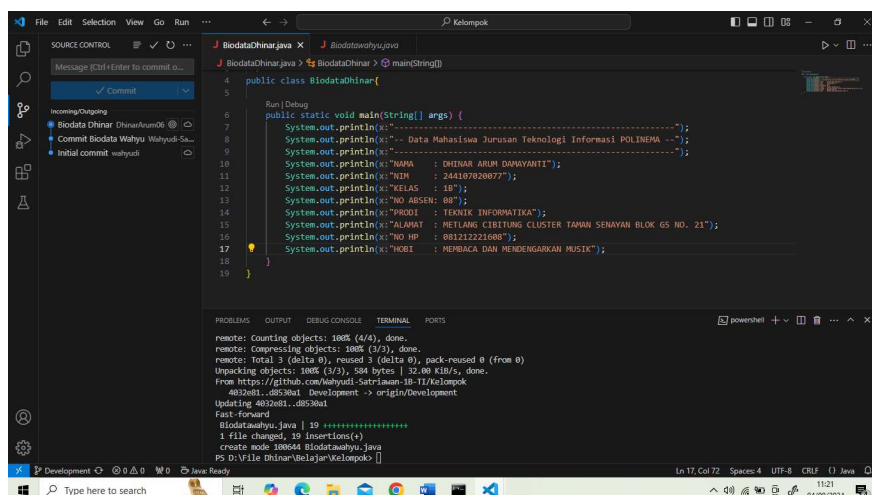 File Edit Selection View Go Run ··· Kelompok
SOURCE CONTROL
Message (Ctrl+Enter to commit o...
Commit
Incoming/Outgoing
Biodata Dhinar DhinarArum06
Commit Biodata Wahyu Wahyudi-Sa...
Initial commit wahyudi
J BiodataDhinar.java × J Biodatawahyu.java
J BiodataDhinar.java > BiodataDhinar > main(String[])
4 public class BiodataDhinar{
5
Run | Debug
6 public static void main(String[] args) {
7 System.out.println(x:"----------------------------------------------------------");
8 System.out.println(x:"-- Data Mahasiswa Jurusan Teknologi Informasi POLINEMA --");
9 System.out.println(x:"----------------------------------------------------------");
10 System.out.println(x:"NAMA : DHINAR ARUM DAMAYANTI");
11 System.out.println(x:"NIM : 244107020077");
12 System.out.println(x:"KELAS : 1B");
13 System.out.println(x:"NO ABSEN: 08");
14 System.out.println(x:"PRODI : TEKNIK INFORMATIKA");
15 System.out.println(x:"ALAMAT : METLANG CIBITUNG CLUSTER TAMAN SENAYAN BLOK G5 NO. 21");
16 System.out.println(x:"NO HP : 081212221608");
17 System.out.println(x:"HOBI : MEMBACA DAN MENDENGARKAN MUSIK");
18 }
19 }
PROBLEMS OUTPUT DEBUG CONSOLE TERMINAL PORTS powershell
remote: Counting objects: 100% (4/4), done.
remote: Compressing objects: 100% (3/3), done.
remote: Total 3 (delta 0), reused 3 (delta 0), pack-reused 0 (from 0)
Unpacking objects: 100% (3/3), 584 bytes | 32.00 KiB/s, done.
From https://github.com/Wahyudi-Satriawan-1B-TI/Kelompok
4032e81..d8530a1 Development -> origin/Development
Updating 4032e81..d8530a1
Fast-forward
Biodatawahyu.java | 19 +++++++++++++++++++
1 file changed, 19 insertions(+)
create mode 100644 Biodatawahyu.java
PS D:\File Dhinar\Belajar\Kelompok>
Development 0 0 0 Java: Ready Ln 17, Col 72 Spaces: 4 UTF-8 CRLF {} Java
Type here to search 11:21